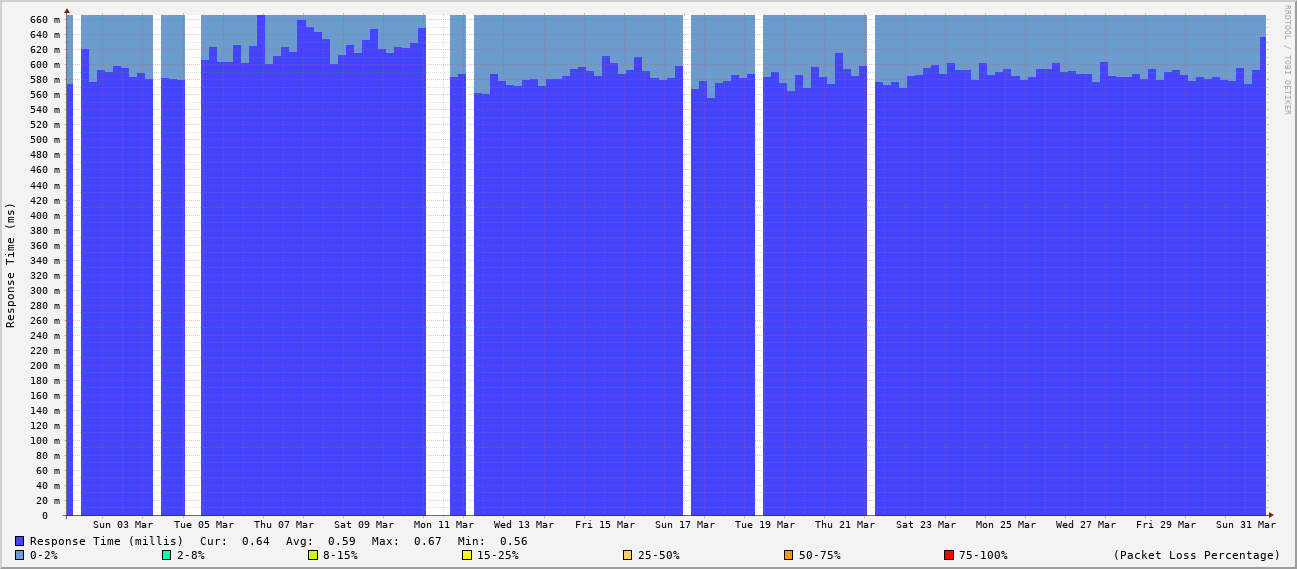 RRDTOOL / TOBI OETIKER
Response Time (ms)
660 m
640 m
620 m
600 m
580 m
560 m
540 m
520 m
500 m
480 m
460 m
440 m
420 m
400 m
380 m
360 m
340 m
320 m
300 m
280 m
260 m
240 m
220 m
200 m
180 m
160 m
140 m
120 m
100 m
80 m
60 m
40 m
20 m
0
Sun 03 Mar Tue 05 Mar Thu 07 Mar Sat 09 Mar Mon 11 Mar Wed 13 Mar Fri 15 Mar Sun 17 Mar Tue 19 Mar Thu 21 Mar Sat 23 Mar Mon 25 Mar Wed 27 Mar Fri 29 Mar Sun 31 Mar
Response Time (millis) Cur: 0.64 Avg: 0.59 Max: 0.67 Min: 0.56
0-2% 2-8% 8-15% 15-25% 25-50% 50-75% 75-100% (Packet Loss Percentage)